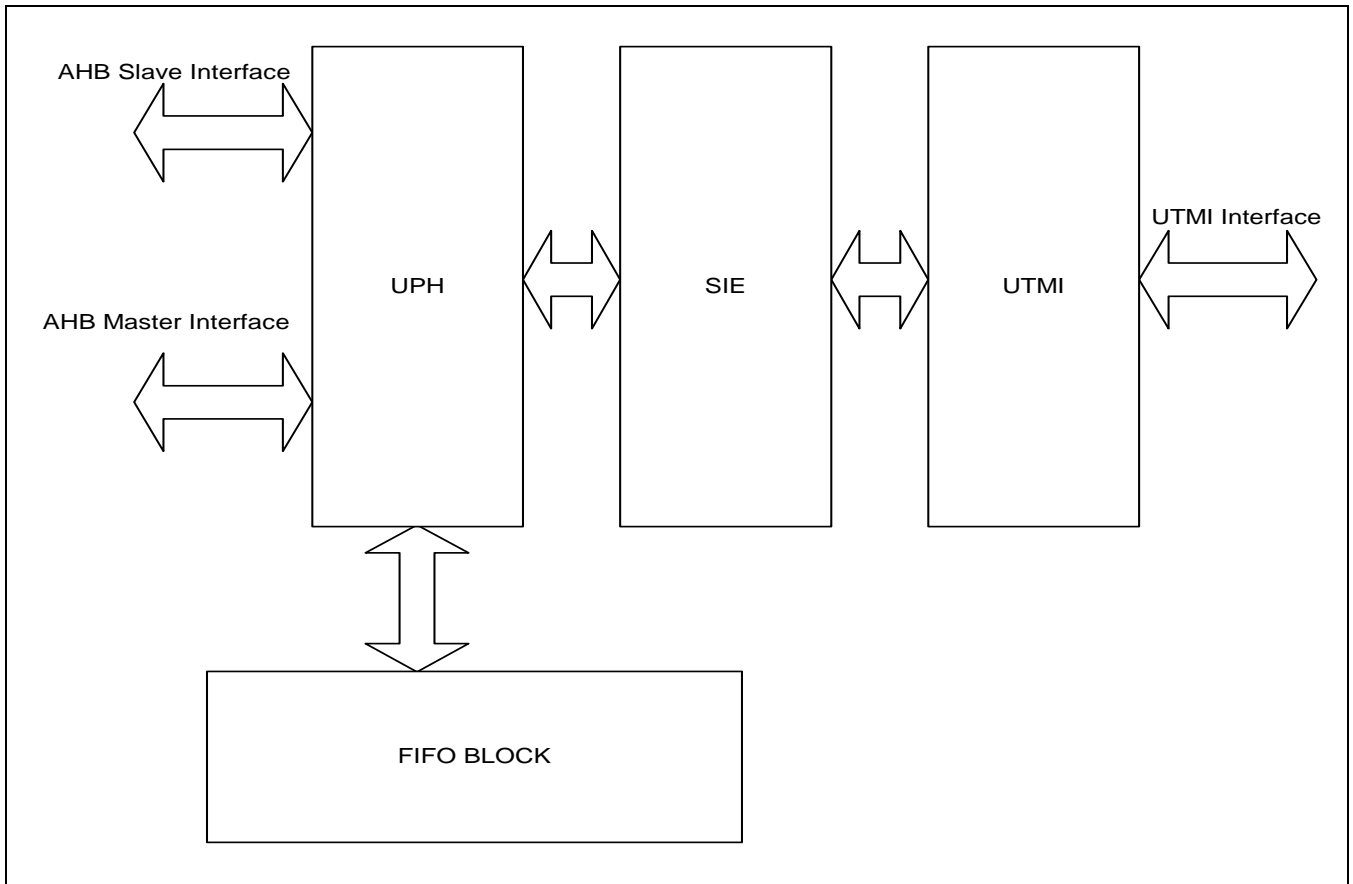 AHB Slave Interface
UTMI Interface
UPH
SIE
UTMI
AHB Master Interface
FIFO BLOCK